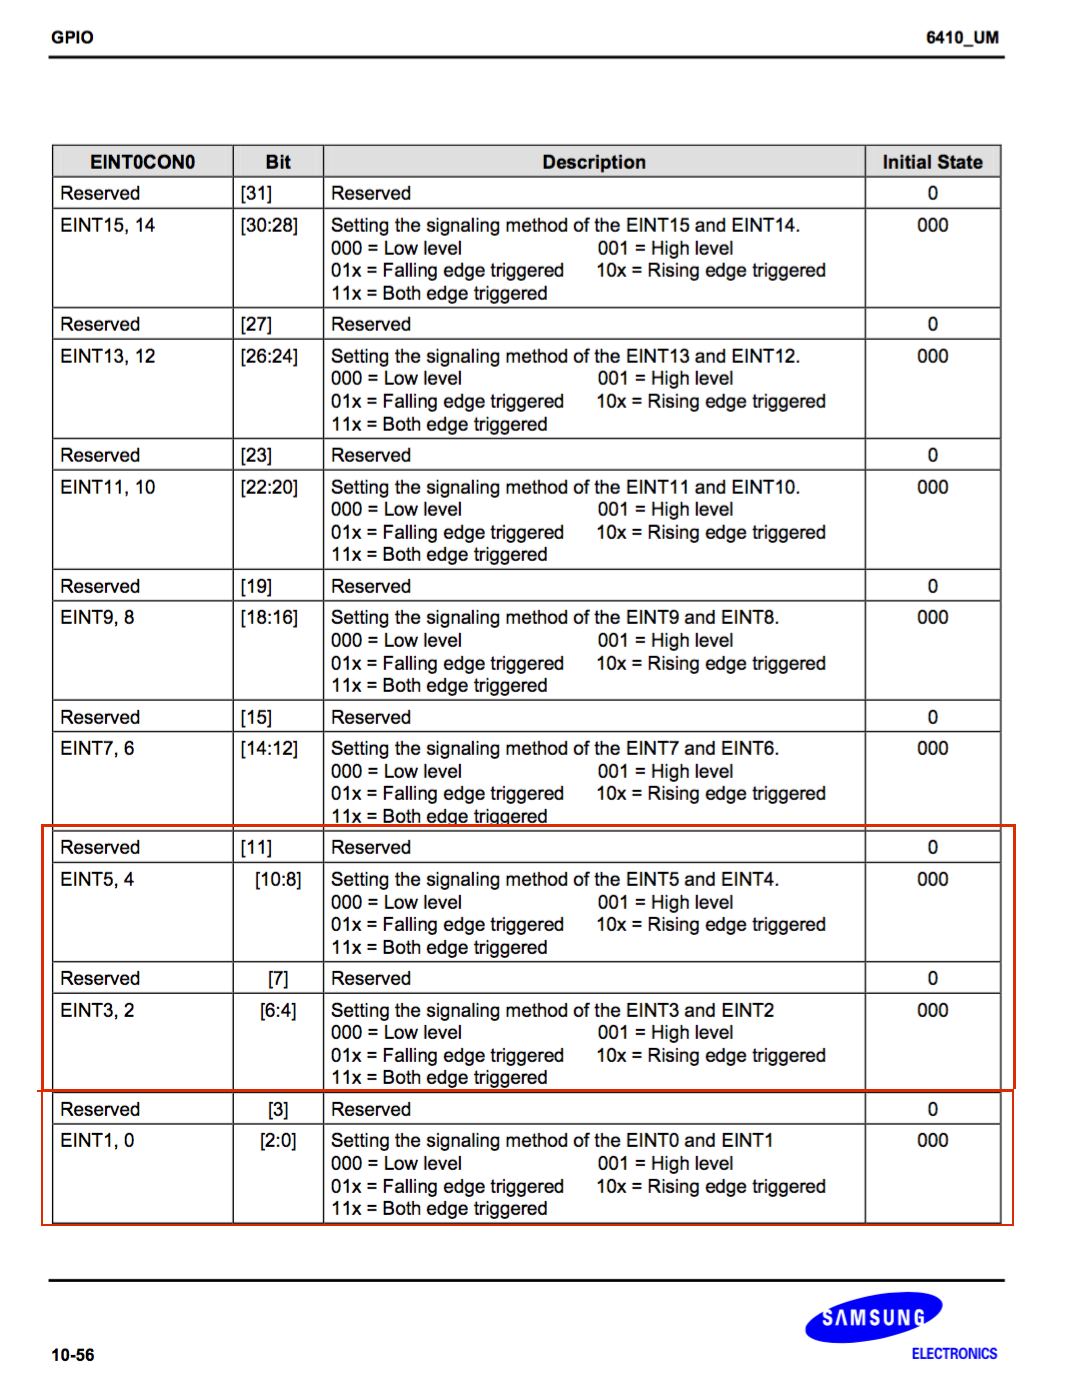 GPIO 6410_UM
EINT0CON0 Bit Description Initial State
Reserved [31] Reserved 0
EINT15, 14 [30:28] Setting the signaling method of the EINT15 and EINT14. 000
000 = Low level 001 = High level
01x = Falling edge triggered 10x = Rising edge triggered
11x = Both edge triggered
Reserved [27] Reserved 0
EINT13, 12 [26:24] Setting the signaling method of the EINT13 and EINT12. 000
000 = Low level 001 = High level
01x = Falling edge triggered 10x = Rising edge triggered
11x = Both edge triggered
Reserved [23] Reserved 0
EINT11, 10 [22:20] Setting the signaling method of the EINT11 and EINT10. 000
000 = Low level 001 = High level
01x = Falling edge triggered 10x = Rising edge triggered
11x = Both edge triggered
Reserved [19] Reserved 0
EINT9, 8 [18:16] Setting the signaling method of the EINT9 and EINT8. 000
000 = Low level 001 = High level
01x = Falling edge triggered 10x = Rising edge triggered
11x = Both edge triggered
Reserved [15] Reserved 0
EINT7, 6 [14:12] Setting the signaling method of the EINT7 and EINT6. 000
000 = Low level 001 = High level
01x = Falling edge triggered 10x = Rising edge triggered
11x = Both edge triggered
Reserved [11] Reserved 0
EINT5, 4 [10:8] Setting the signaling method of the EINT5 and EINT4. 000
000 = Low level 001 = High level
01x = Falling edge triggered 10x = Rising edge triggered
11x = Both edge triggered
Reserved [7] Reserved 0
EINT3, 2 [6:4] Setting the signaling method of the EINT3 and EINT2 000
000 = Low level 001 = High level
01x = Falling edge triggered 10x = Rising edge triggered
11x = Both edge triggered
Reserved [3] Reserved 0
EINT1, 0 [2:0] Setting the signaling method of the EINT0 and EINT1 000
000 = Low level 001 = High level
01x = Falling edge triggered 10x = Rising edge triggered
11x = Both edge triggered
SAMSUNG
10-56 ELECTRONICS